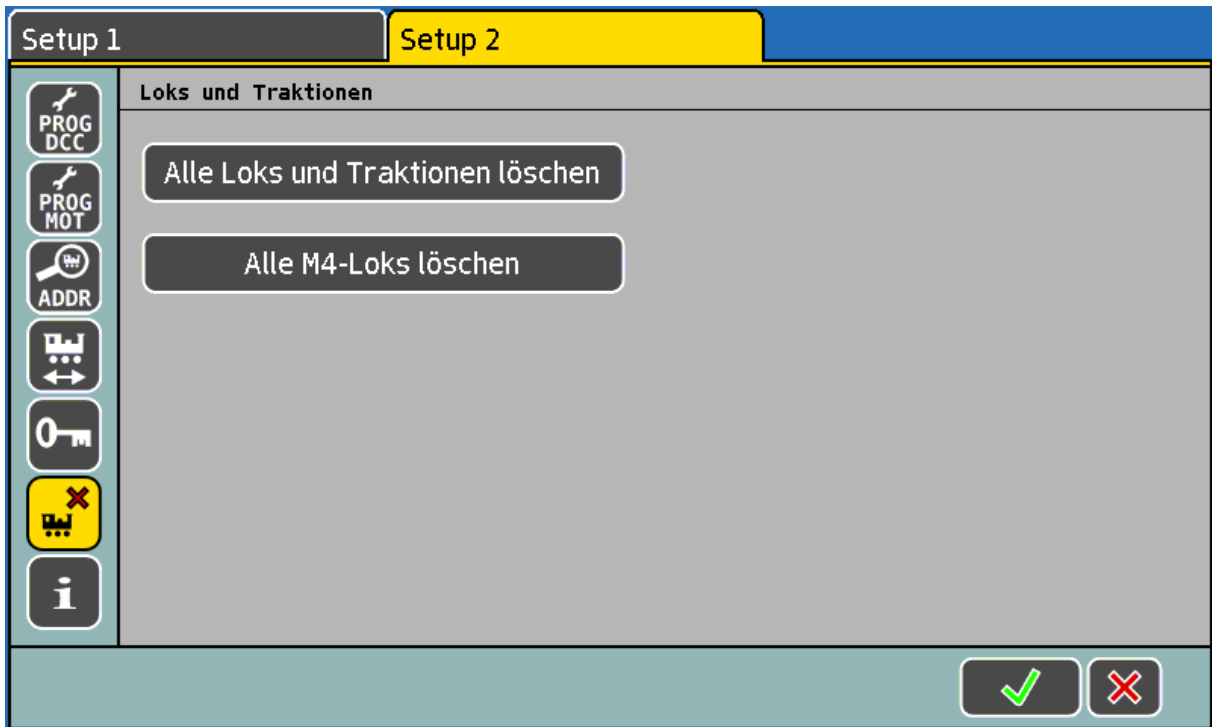 Setup 1
Setup 2
Loks und Traktionen
PROG
DCC
PROG
MOT
ADDR
Alle Loks und Traktionen löschen
Alle M4-Loks löschen
i